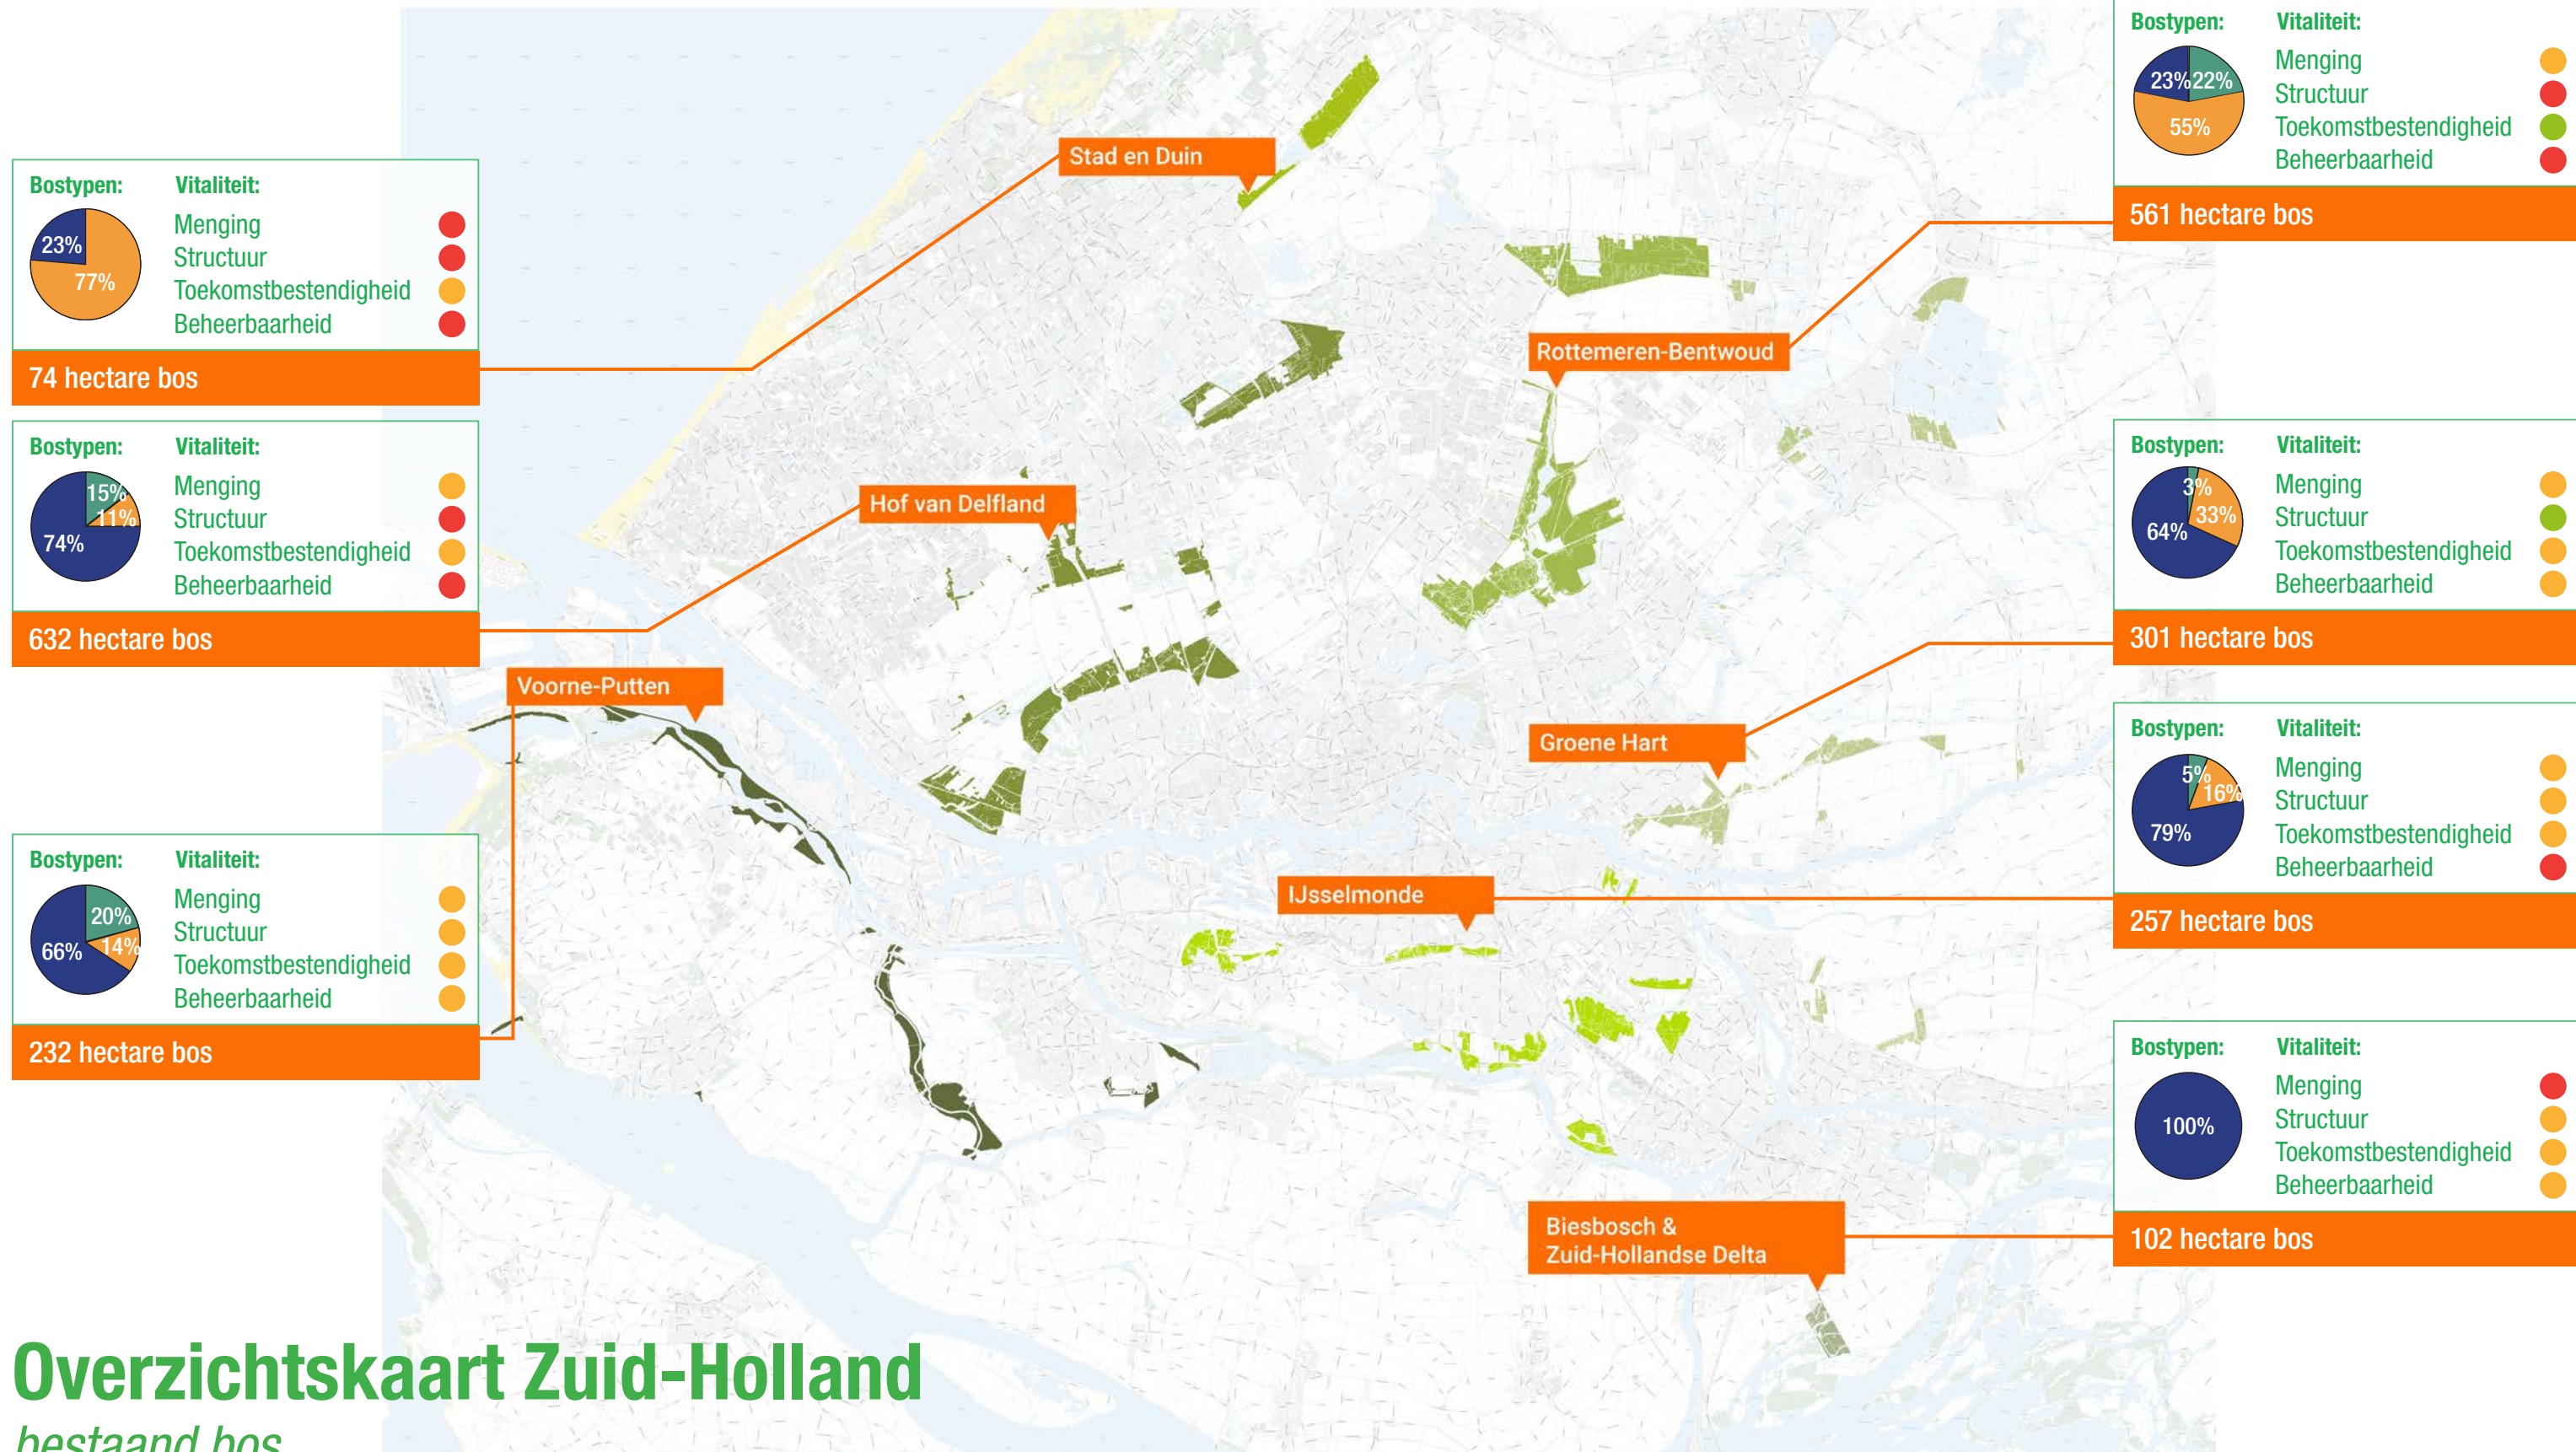 Bostypen: Vitaliteit:
23% 77%
Menging
Structuur
Toekomstbestendigheid
Beheerbaarheid
74 hectare bos
Bostypen: Vitaliteit:
15% 11% 74%
Menging
Structuur
Toekomstbestendigheid
Beheerbaarheid
632 hectare bos
Bostypen: Vitaliteit:
20% 14% 66%
Menging
Structuur
Toekomstbestendigheid
Beheerbaarheid
232 hectare bos
Stad en Duin
Rottemeren-Bentwoud
Hof van Delfland
Voorne-Putten
Groene Hart
IJsselmonde
Biesbosch &
Zuid-Hollandse Delta
Bostypen: Vitaliteit:
23% 22% 55%
Menging
Structuur
Toekomstbestendigheid
Beheerbaarheid
561 hectare bos
Bostypen: Vitaliteit:
3% 33% 64%
Menging
Structuur
Toekomstbestendigheid
Beheerbaarheid
301 hectare bos
Bostypen: Vitaliteit:
5% 16% 79%
Menging
Structuur
Toekomstbestendigheid
Beheerbaarheid
257 hectare bos
Bostypen: Vitaliteit:
100%
Menging
Structuur
Toekomstbestendigheid
Beheerbaarheid
102 hectare bos
Overzichtskaart Zuid-Holland
bestaand bos